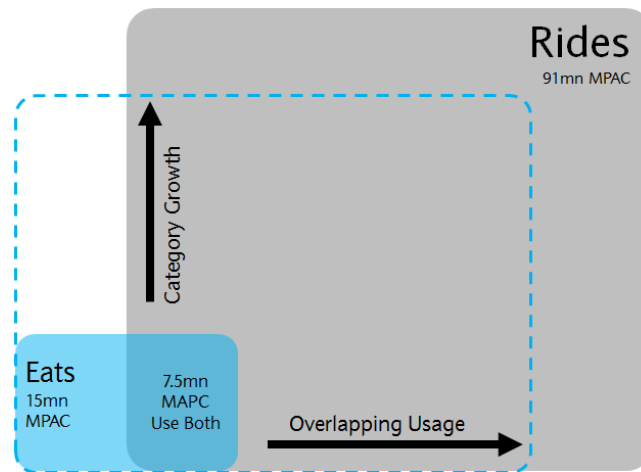 Rides
91mn MPAC
Category Growth
Eats
15mn
MPAC
7.5mn
MAPC
Use Both
Overlapping Usage